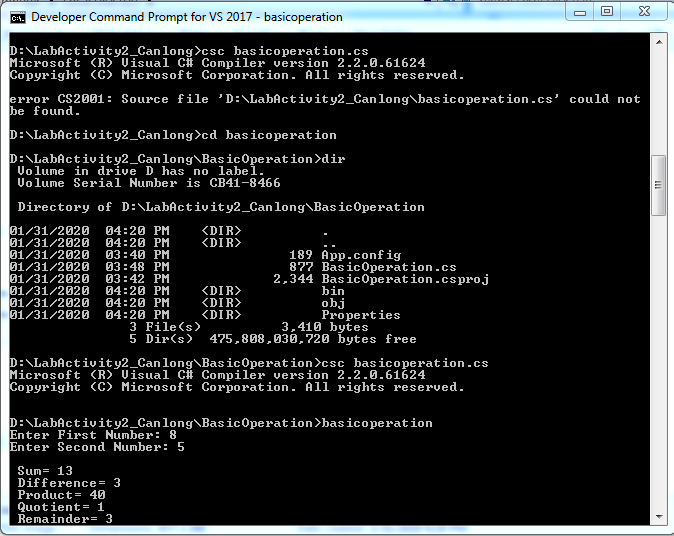 Developer Command Prompt for VS 2017 - basicoperation
D:\LabActivity2_Canlong>csc basicoperation.cs
Microsoft (R) Visual C# Compiler version 2.2.0.61624
Copyright (C) Microsoft Corporation. All rights reserved.
error CS2001: Source file 'D:\LabActivity2_Canlong\basicoperation.cs' could not
be found.
D:\LabActivity2_Canlong>cd basicoperation
D:\LabActivity2_Canlong\BasicOperation>dir
Volume in drive D has no label.
Volume Serial Number is CB41-8466
Directory of D:\LabActivity2_Canlong\BasicOperation
01/31/2020  04:20 PM    <DIR>          .
01/31/2020  04:20 PM    <DIR>          ..
01/31/2020  03:40 PM               189 App.config
01/31/2020  03:48 PM               877 BasicOperation.cs
01/31/2020  03:42 PM             2,344 BasicOperation.csproj
01/31/2020  04:20 PM    <DIR>          bin
01/31/2020  04:20 PM    <DIR>          obj
01/31/2020  04:20 PM    <DIR>          Properties
3 File(s)          3,410 bytes
5 Dir(s)  475,808,030,720 bytes free
D:\LabActivity2_Canlong\BasicOperation>csc basicoperation.cs
Microsoft (R) Visual C# Compiler version 2.2.0.61624
Copyright (C) Microsoft Corporation. All rights reserved.
D:\LabActivity2_Canlong\BasicOperation>basicoperation
Enter First Number: 8
Enter Second Number: 5
Sum= 13
Difference= 3
Product= 40
Quotient= 1
Remainder= 3